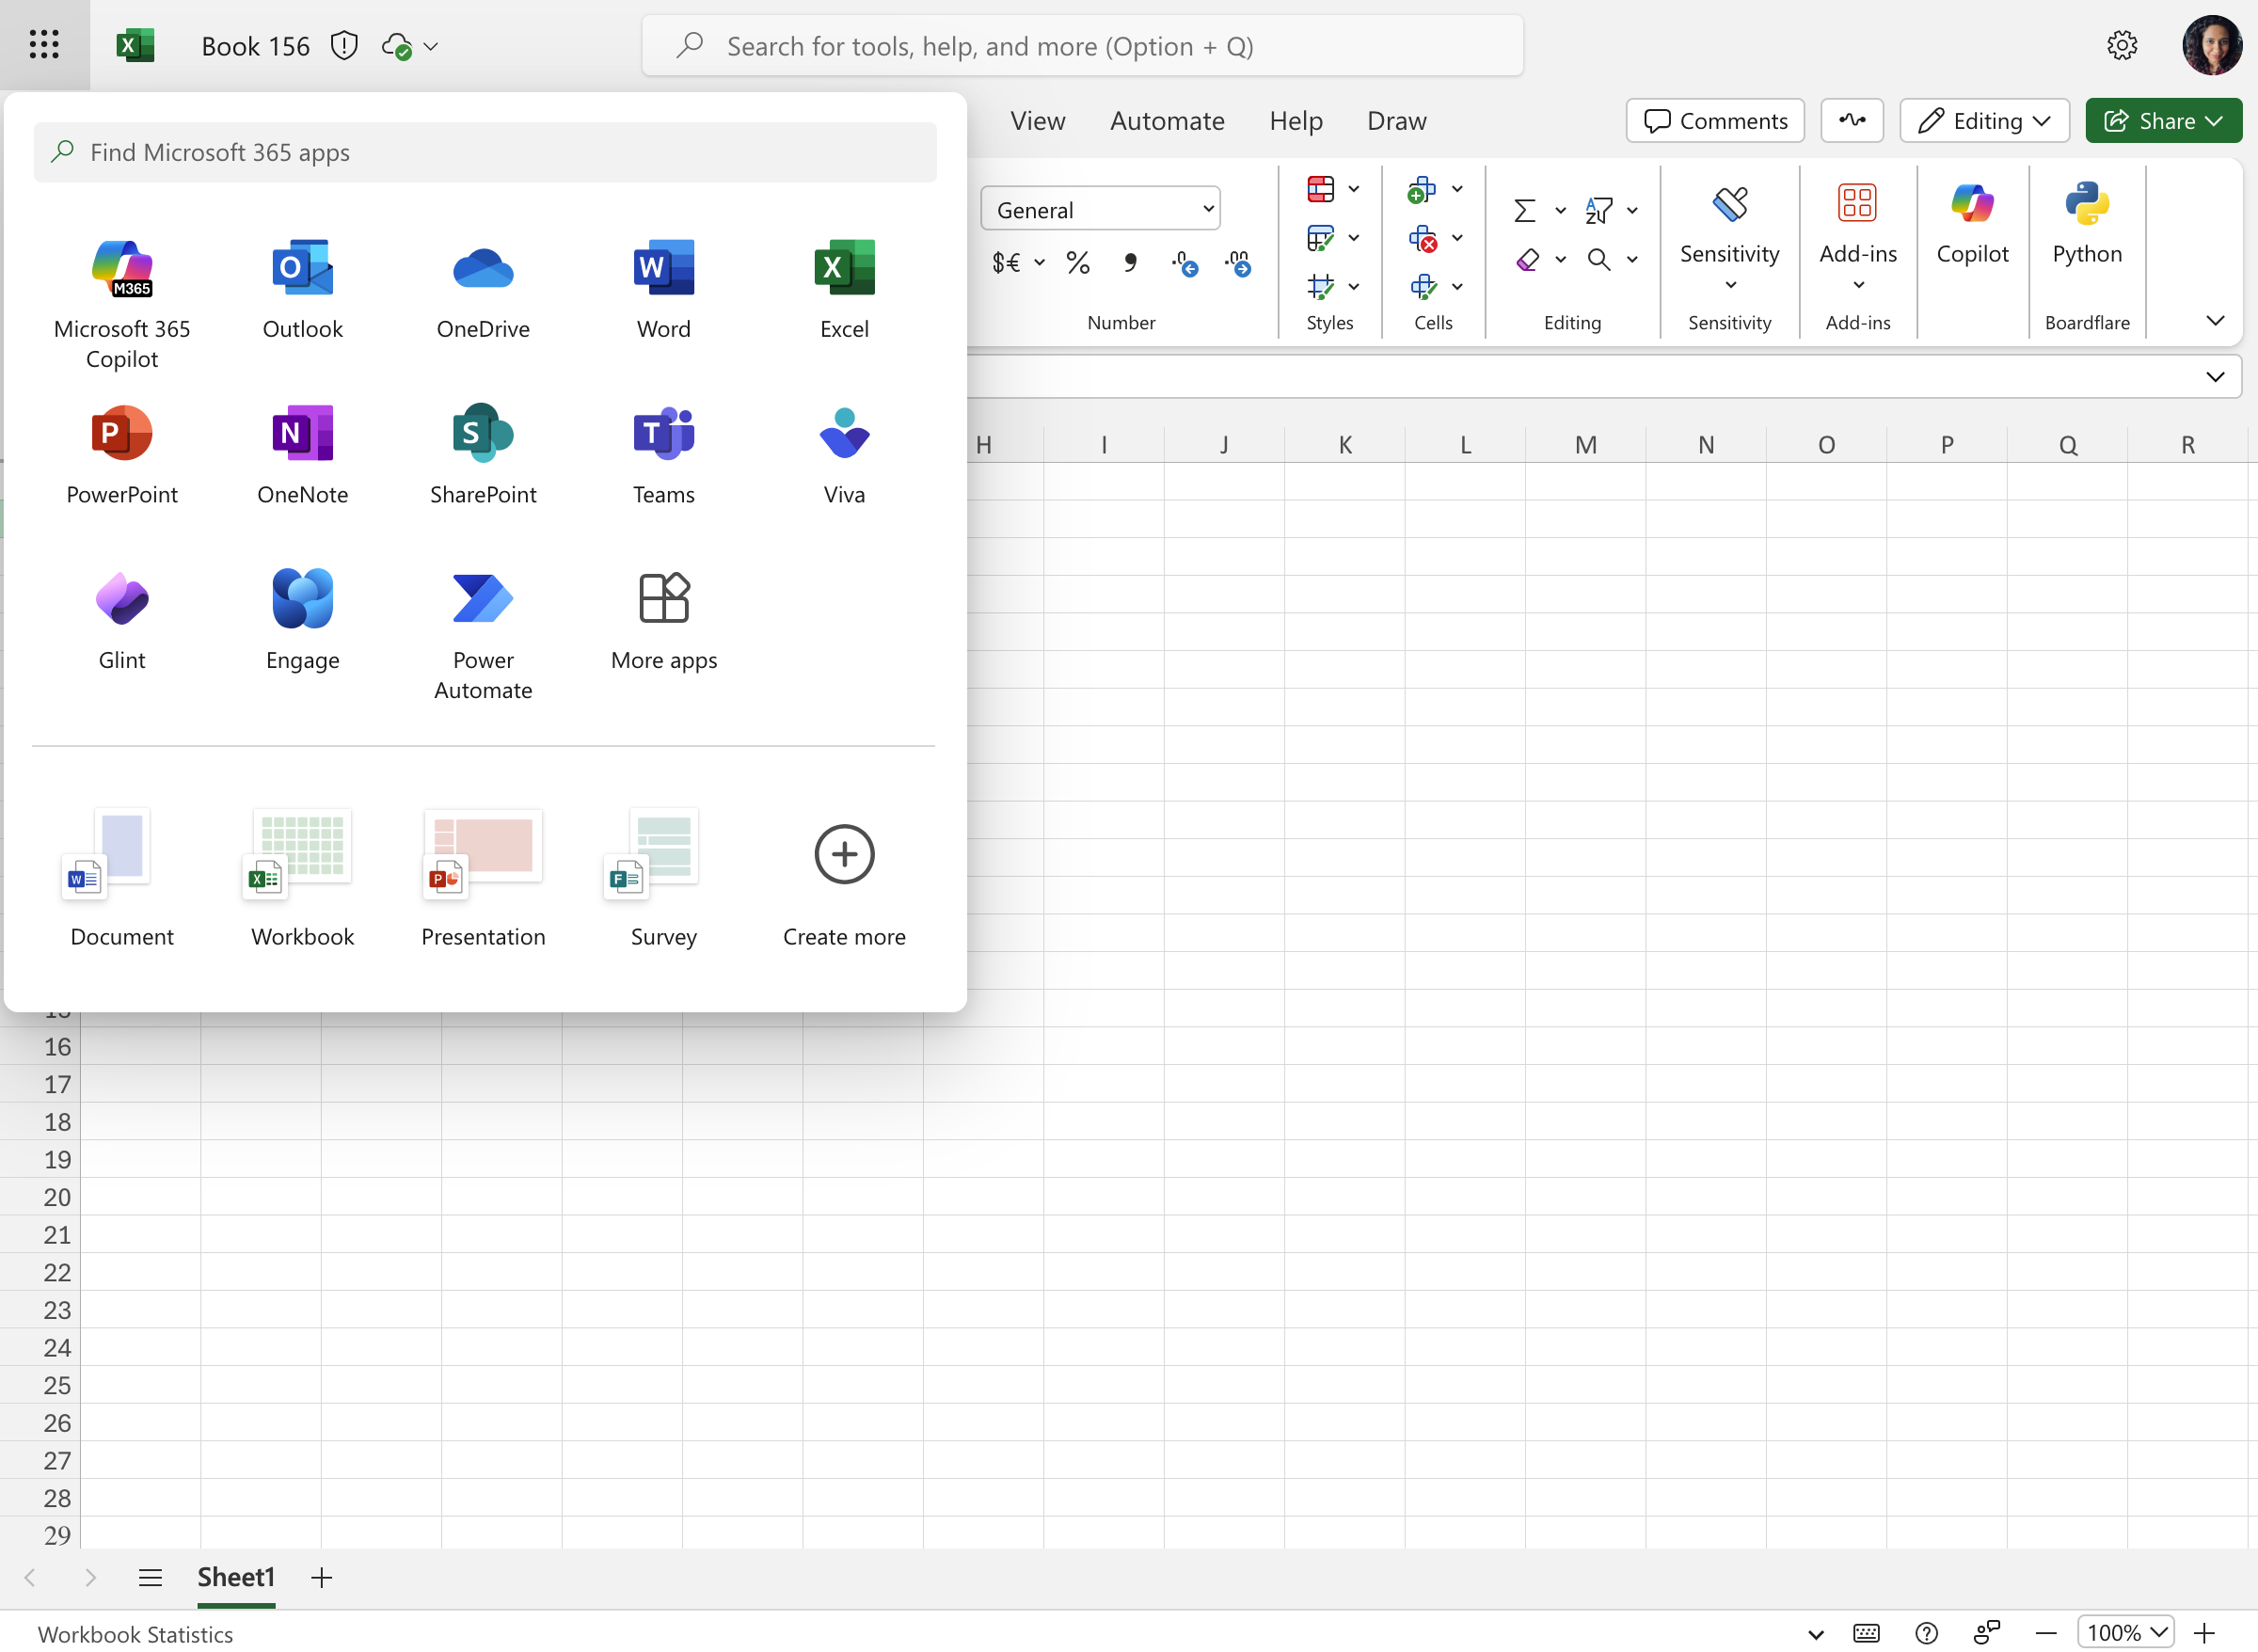 Book 156
Search for tools, help, and more (Option + Q)
View Automate Help Draw
Comments
Editing
Share
Find Microsoft 365 apps
Microsoft 365
Copilot
Outlook
OneDrive
Word
Excel
PowerPoint
OneNote
SharePoint
Teams
Viva
Glint
Engage
Power
Automate
More apps
Document
Workbook
Presentation
Survey
Create more
General
$€ % , .0 .00
Number
Styles
Cells
Editing
Sensitivity
Sensitivity
Add-ins
Add-ins
Copilot
Python
Boardflare
H I J K L M N O P Q R
15
16
17
18
19
20
21
22
23
24
25
26
27
28
29
Sheet1
Workbook Statistics
100%